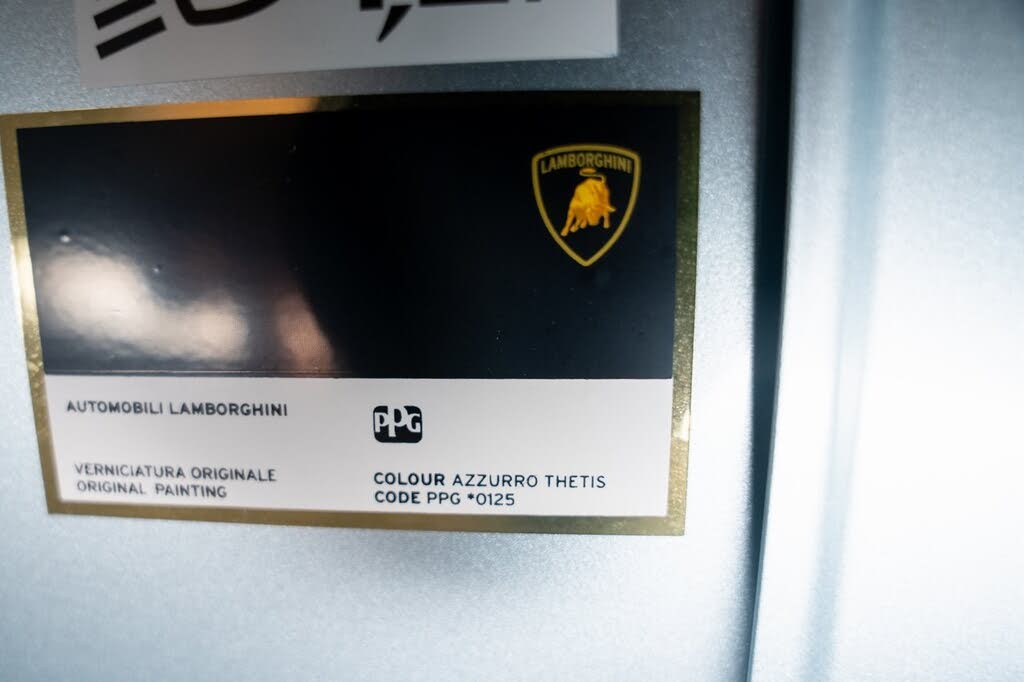 LAMBORGHINI
AUTOMOBILI LAMBORGHINI
PPG
VERNICIATURA ORIGINALE
ORIGINAL PAINTING
COLOUR AZZURRO THETIS
CODE PPG *0125